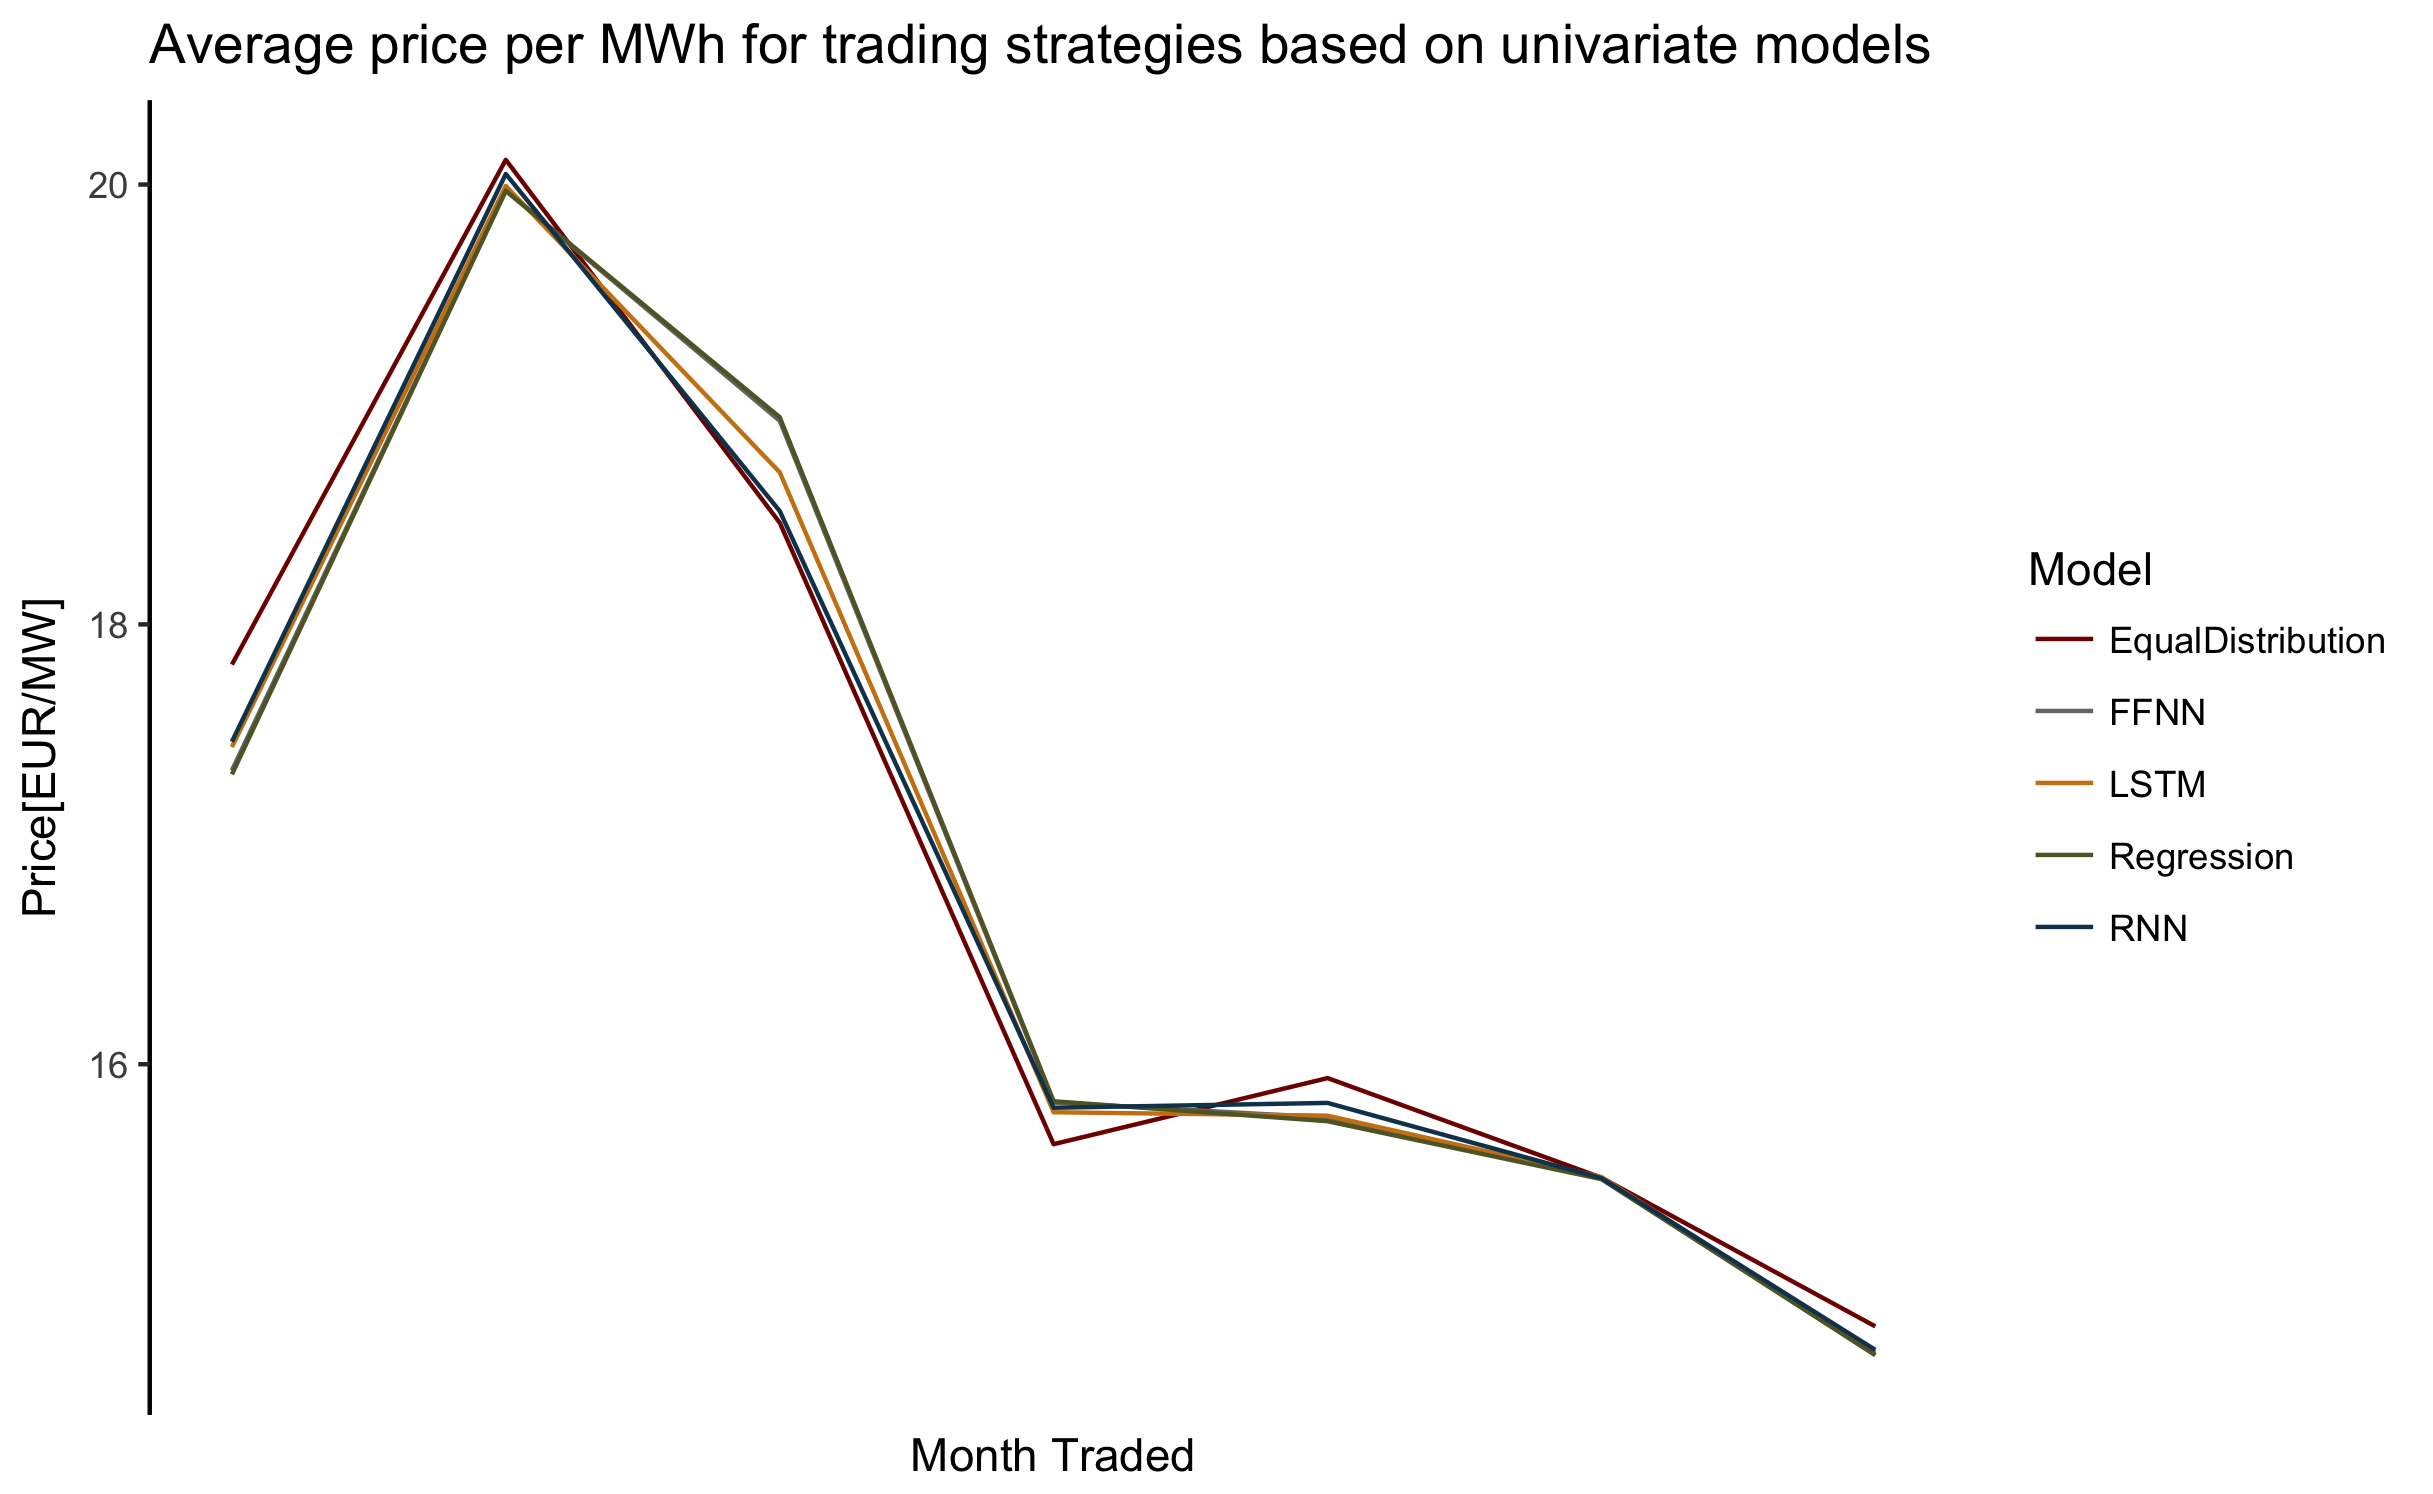 Average price per MWh for trading strategies based on univariate models
20
18
16
Price[EUR/MW]
Month Traded
Model
EqualDistribution
FFNN
LSTM
Regression
RNN